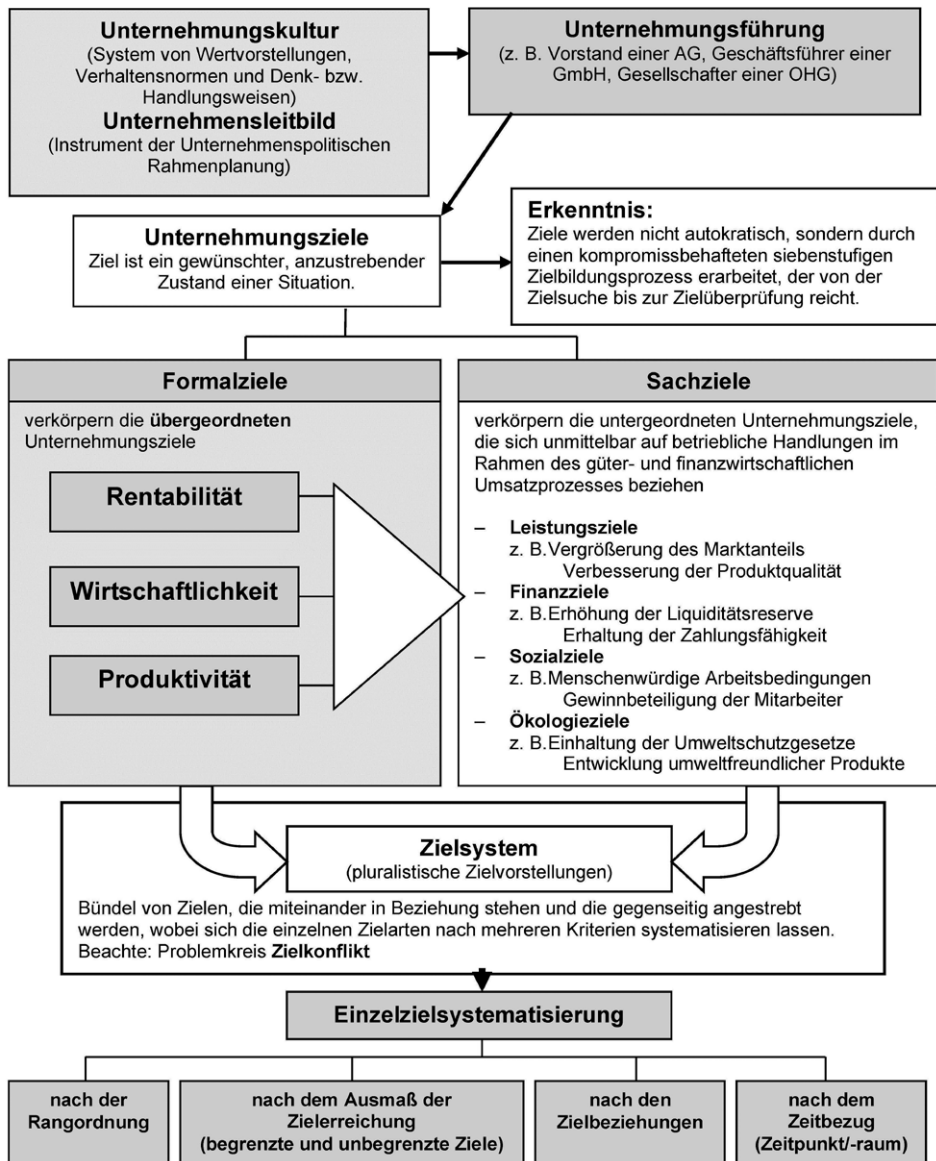 Unternehmungskultur
(System von Wertvorstellungen,
Verhaltensnormen und Denk- bzw.
Handlungsweisen)
Unternehmensleitbild
(Instrument der Unternehmenspolitischen
Rahmenplanung)
Unternehmungsführung
(z. B. Vorstand einer AG, Geschäftsführer einer
GmbH, Gesellschafter einer OHG)
Unternehmungsziele
Ziel ist ein gewünschter, anzustrebender
Zustand einer Situation.
Erkenntnis:
Ziele werden nicht autokratisch, sondern durch
einen kompromissbehafteten siebenstufigen
Zielbildungsprozess erarbeitet, der von der
Zielsuche bis zur Zielüberprüfung reicht.
Formalziele
verkörpern die übergeordneten
Unternehmungsziele
Rentabilität
Wirtschaftlichkeit
Produktivität
Sachziele
verkörpern die untergeordneten Unternehmungsziele,
die sich unmittelbar auf betriebliche Handlungen im
Rahmen des güter- und finanzwirtschaftlichen
Umsatzprozesses beziehen
– Leistungsziele
z. B.Vergrößerung des Marktanteils
Verbesserung der Produktqualität
– Finanzziele
z. B.Erhöhung der Liquiditätsreserve
Erhaltung der Zahlungsfähigkeit
– Sozialziele
z. B.Menschenwürdige Arbeitsbedingungen
Gewinnbeteiligung der Mitarbeiter
– Ökologieziele
z. B.Einhaltung der Umweltschutzgesetze
Entwicklung umweltfreundlicher Produkte
Zielsystem
(pluralistische Zielvorstellungen)
Bündel von Zielen, die miteinander in Beziehung stehen und die gegenseitig angestrebt
werden, wobei sich die einzelnen Zielarten nach mehreren Kriterien systematisieren lassen.
Beachte: Problemkreis Zielkonflikt
Einzelzielsystematisierung
nach der
Rangordnung
nach dem Ausmaß der
Zielerreichung
(begrenzte und unbegrenzte Ziele)
nach den
Zielbeziehungen
nach dem
Zeitbezug
(Zeitpunkt/-raum)